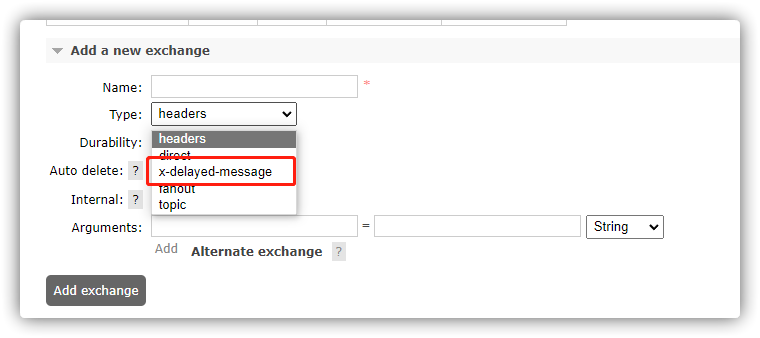 Add a new exchange
Name: *
Type: headers
Durability: headers
direct
Auto delete: ? x-delayed-message
fanout
Internal: ?
topic
Arguments: = String
Add Alternate exchange ?
Add exchange